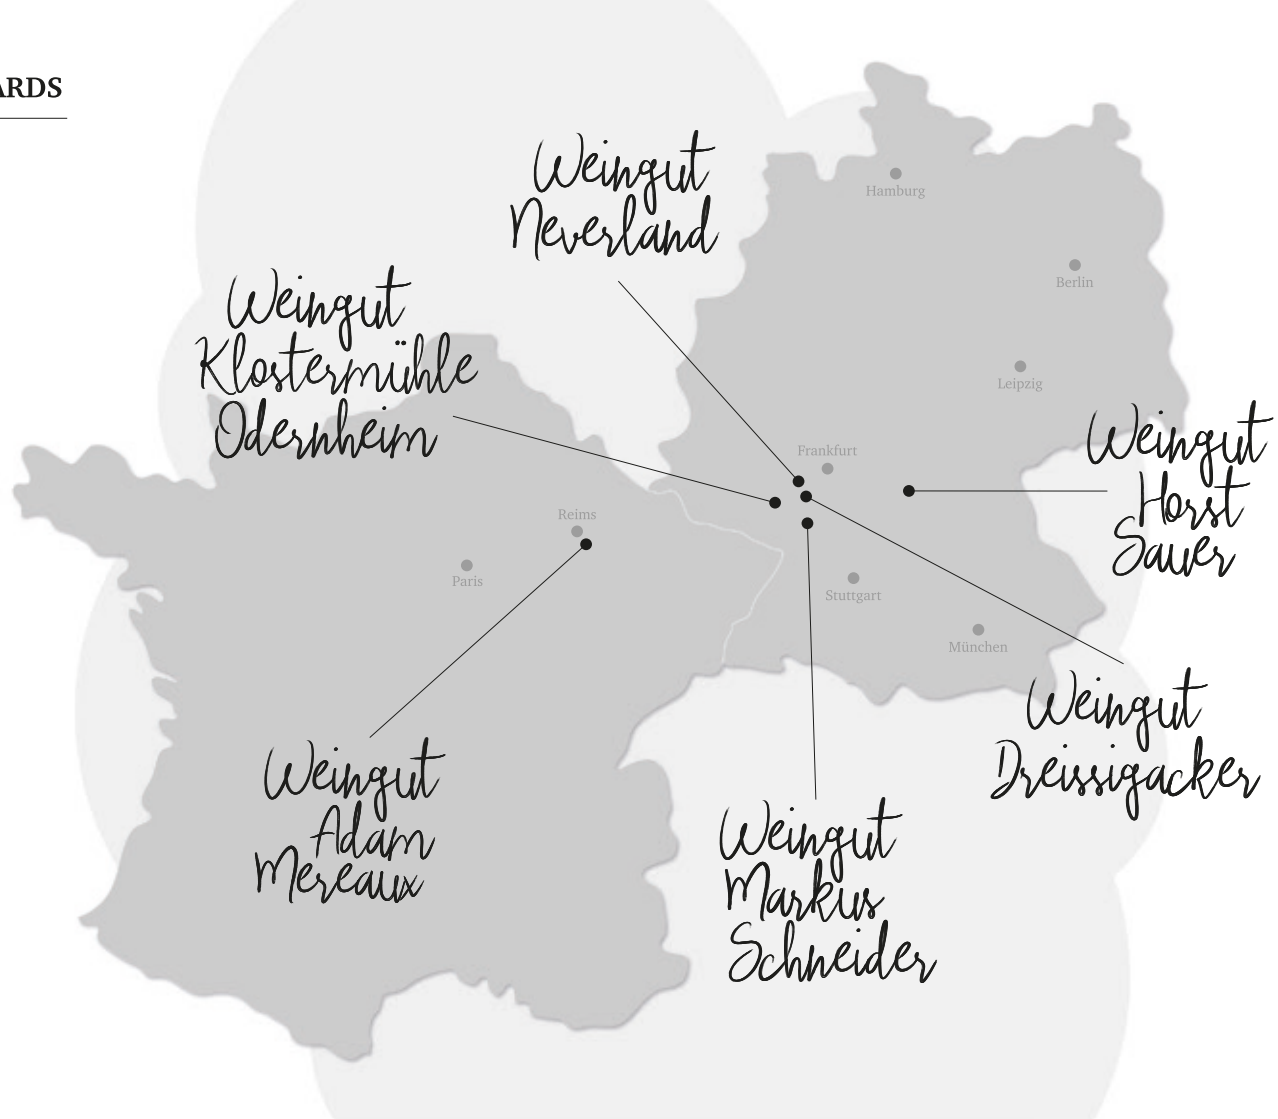 ARDS
Weingut
Neverland
Hamburg
Berlin
Weingut
Klostermühle
Odernheim
Leipzig
Frankfurt
Weingut
Horst
Sauer
Reims
Paris
Stuttgart
München
Weingut
Dreissigacker
Weingut
Adam
Mereaux
Weingut
Markus
Schneider